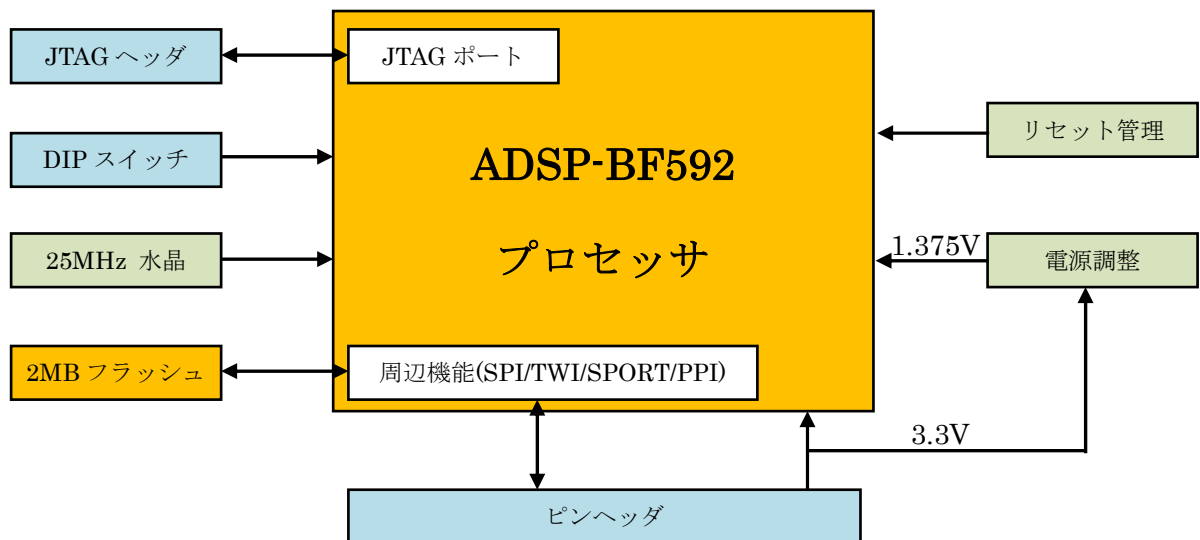 JTAG ヘッダ
JTAG ポート
リセット管理
DIP スイッチ
ADSP-BF592
プロセッサ
25MHz 水晶
1.375V
電源調整
2MB フラッシュ
周辺機能(SPI/TWI/SPORT/PPI)
3.3V
ピンヘッダ